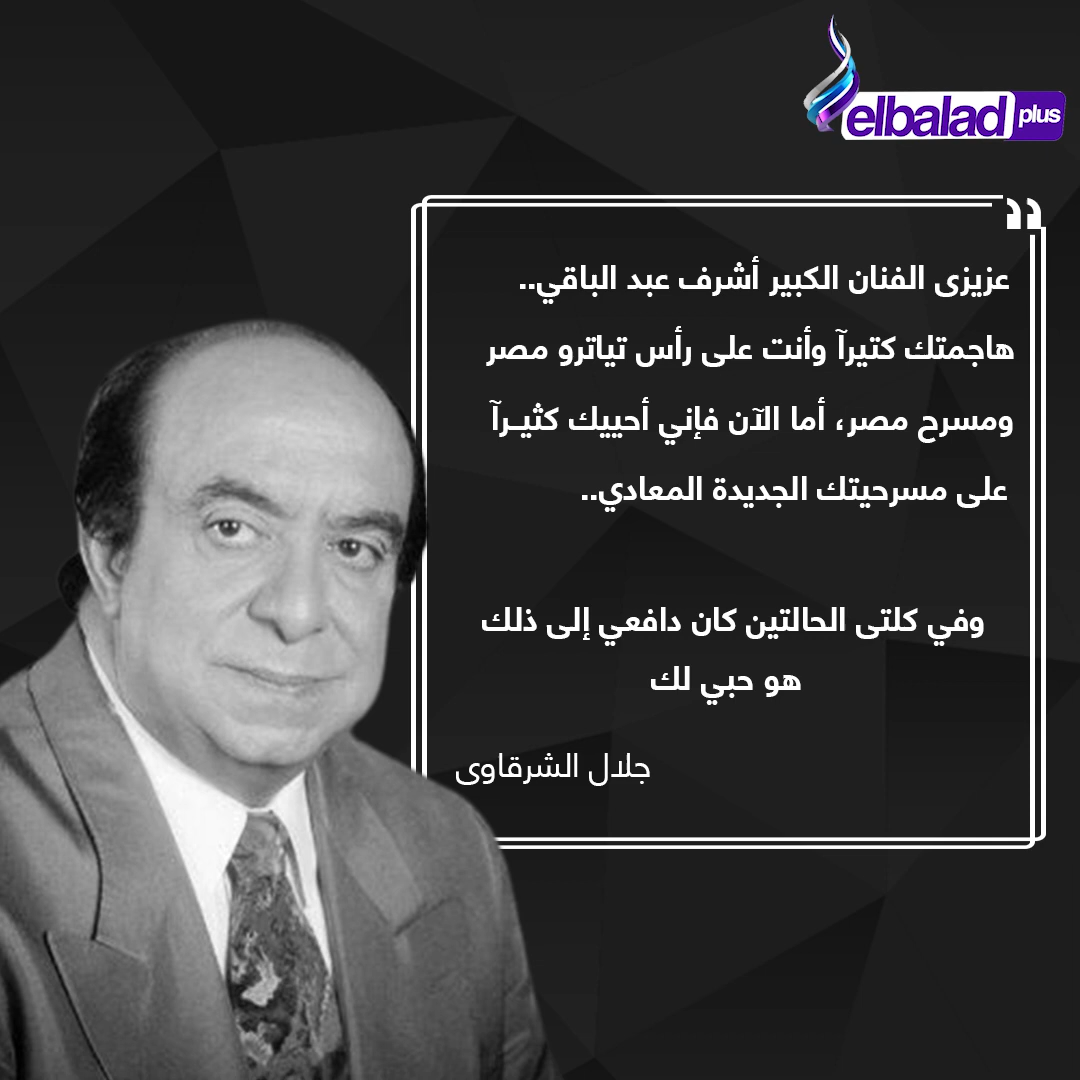 elbalad plus
عزيزى الفنان الكبير أشرف عبد الباقي..
هاجمتك كتيرآ وأنت على رأس تياترو مصر
ومسرح مصر، أما الآن فإني أحييك كثيـرآ
على مسرحيتك الجديدة المعادي..
وفي كلتى الحالتين كان دافعي إلى ذلك
هو حبي لك
جلال الشرقاوى